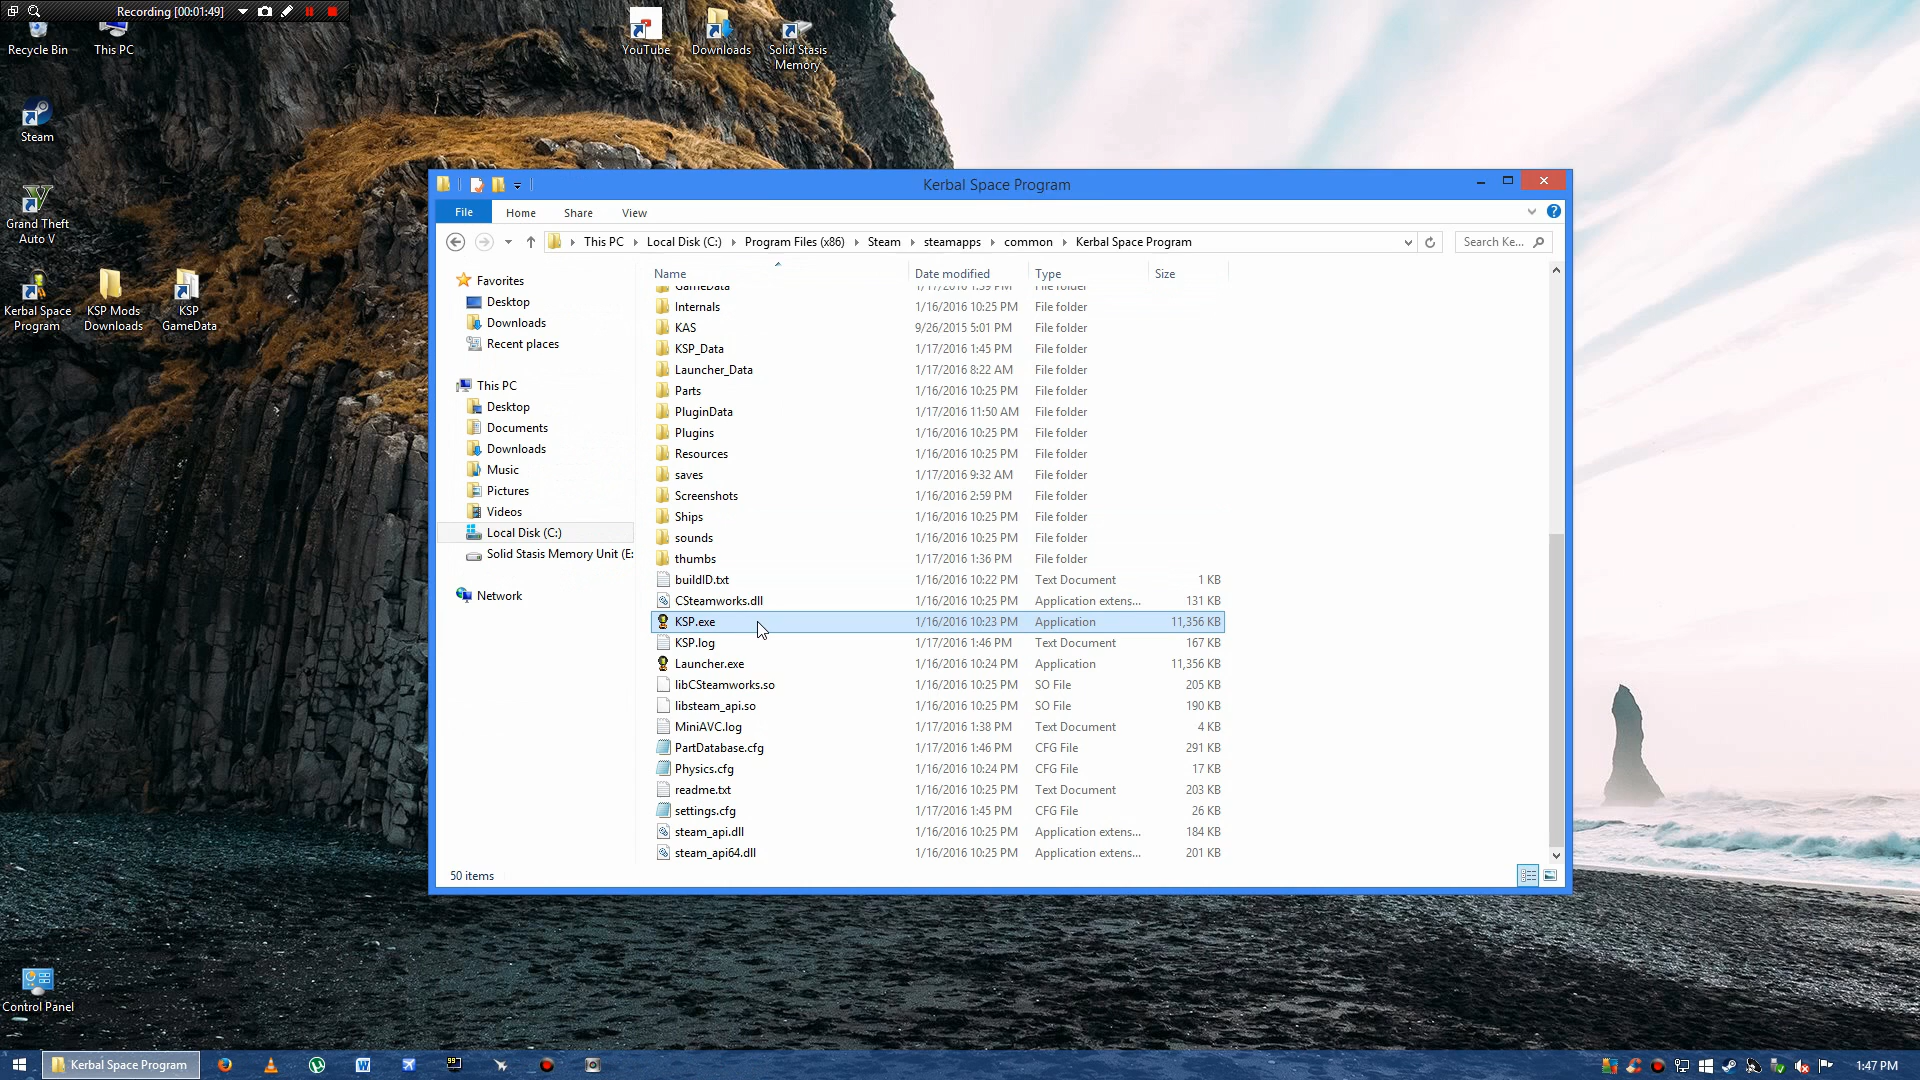 Recording [00:01:49]
Recycle Bin
This PC
YouTube
Downloads
Solid Stasis
Memory
Steam
Grand Theft
Auto V
Kerbal Space
Program
KSP Mods
Downloads
KSP
GameData
Control Panel
Kerbal Space Program
File Home Share View
This PC Local Disk (C:) Program Files (x86) Steam steamapps common Kerbal Space Program
Search Ke...
Favorites
Desktop
Downloads
Recent places
This PC
Desktop
Documents
Downloads
Music
Pictures
Videos
Local Disk (C:)
Solid Stasis Memory Unit (E:
Network
Name Date modified Type Size
GameData 1/17/2016 1:39 PM File folder
Internals 1/16/2016 10:25 PM File folder
KAS 9/26/2015 5:01 PM File folder
KSP_Data 1/17/2016 1:45 PM File folder
Launcher_Data 1/17/2016 8:22 AM File folder
Parts 1/16/2016 10:25 PM File folder
PluginData 1/17/2016 11:50 AM File folder
Plugins 1/16/2016 10:25 PM File folder
Resources 1/16/2016 10:25 PM File folder
saves 1/17/2016 9:32 AM File folder
Screenshots 1/16/2016 2:59 PM File folder
Ships 1/16/2016 10:25 PM File folder
sounds 1/16/2016 10:25 PM File folder
thumbs 1/17/2016 1:36 PM File folder
buildID.txt 1/16/2016 10:22 PM Text Document 1 KB
CSteamworks.dll 1/16/2016 10:25 PM Application extens... 131 KB
KSP.exe 1/16/2016 10:23 PM Application 11,356 KB
KSP.log 1/17/2016 1:46 PM Text Document 167 KB
Launcher.exe 1/16/2016 10:24 PM Application 11,356 KB
libCSteamworks.so 1/16/2016 10:25 PM SO File 205 KB
libsteam_api.so 1/16/2016 10:25 PM SO File 190 KB
MiniAVC.log 1/17/2016 1:38 PM Text Document 4 KB
PartDatabase.cfg 1/17/2016 1:46 PM CFG File 291 KB
Physics.cfg 1/16/2016 10:24 PM CFG File 17 KB
readme.txt 1/16/2016 10:25 PM Text Document 203 KB
settings.cfg 1/17/2016 1:45 PM CFG File 26 KB
steam_api.dll 1/16/2016 10:25 PM Application extens... 184 KB
steam_api64.dll 1/16/2016 10:25 PM Application extens... 201 KB
50 items
Kerbal Space Program
99
1:47 PM